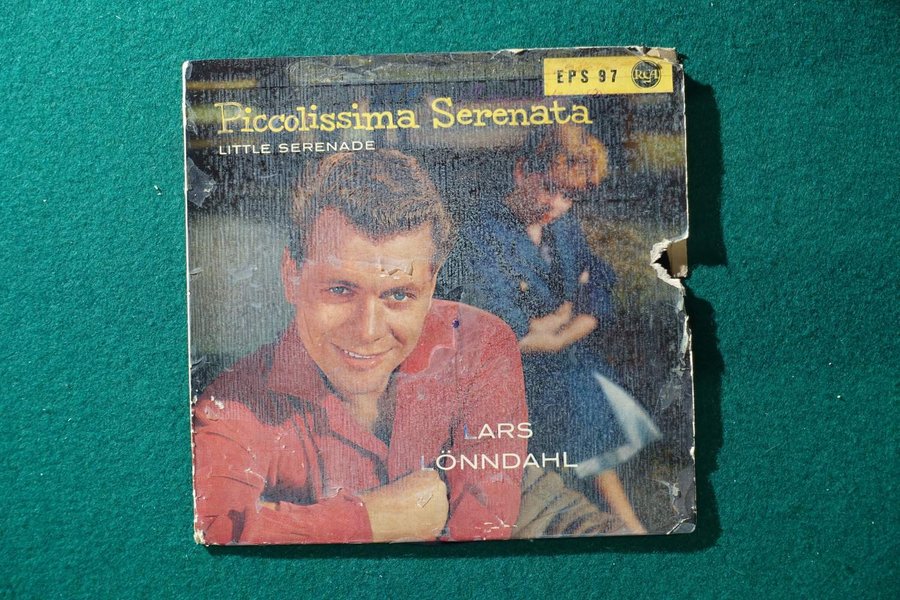 EPS 97 RCA
Piccolissima Serenata
LITTLE SERENADE
LARS
LÖNNDAHL